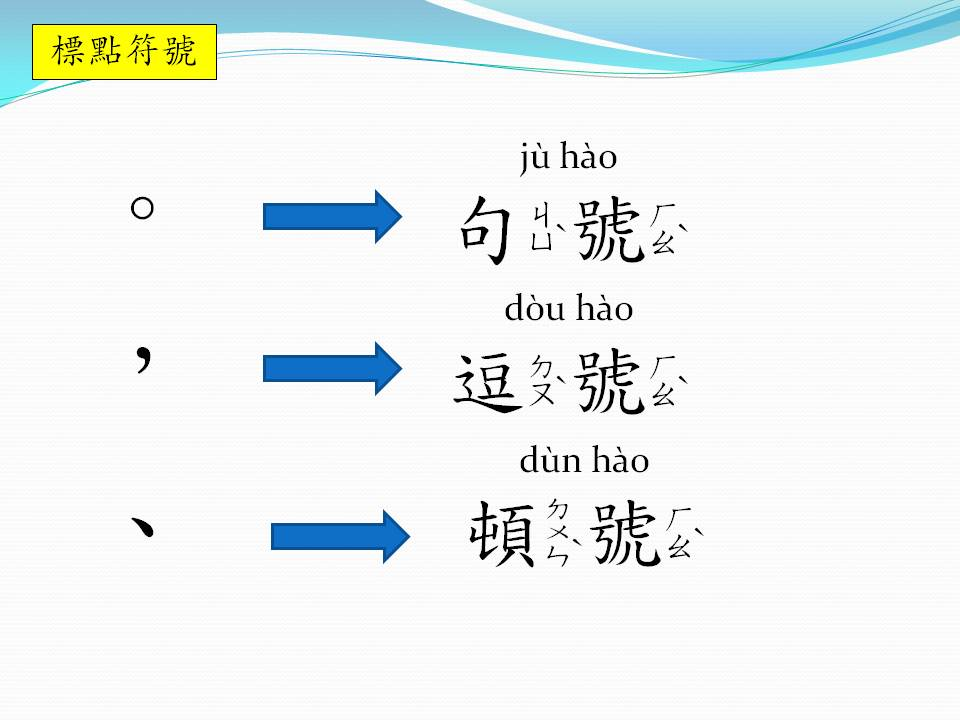 標點符號
jù hào
。 句ㄐㄩˋ號ㄏㄠˋ
dòu hào
， 逗ㄉㄡˋ號ㄏㄠˋ
dùn hào
、 頓ㄉㄨㄣˋ號ㄏㄠˋ